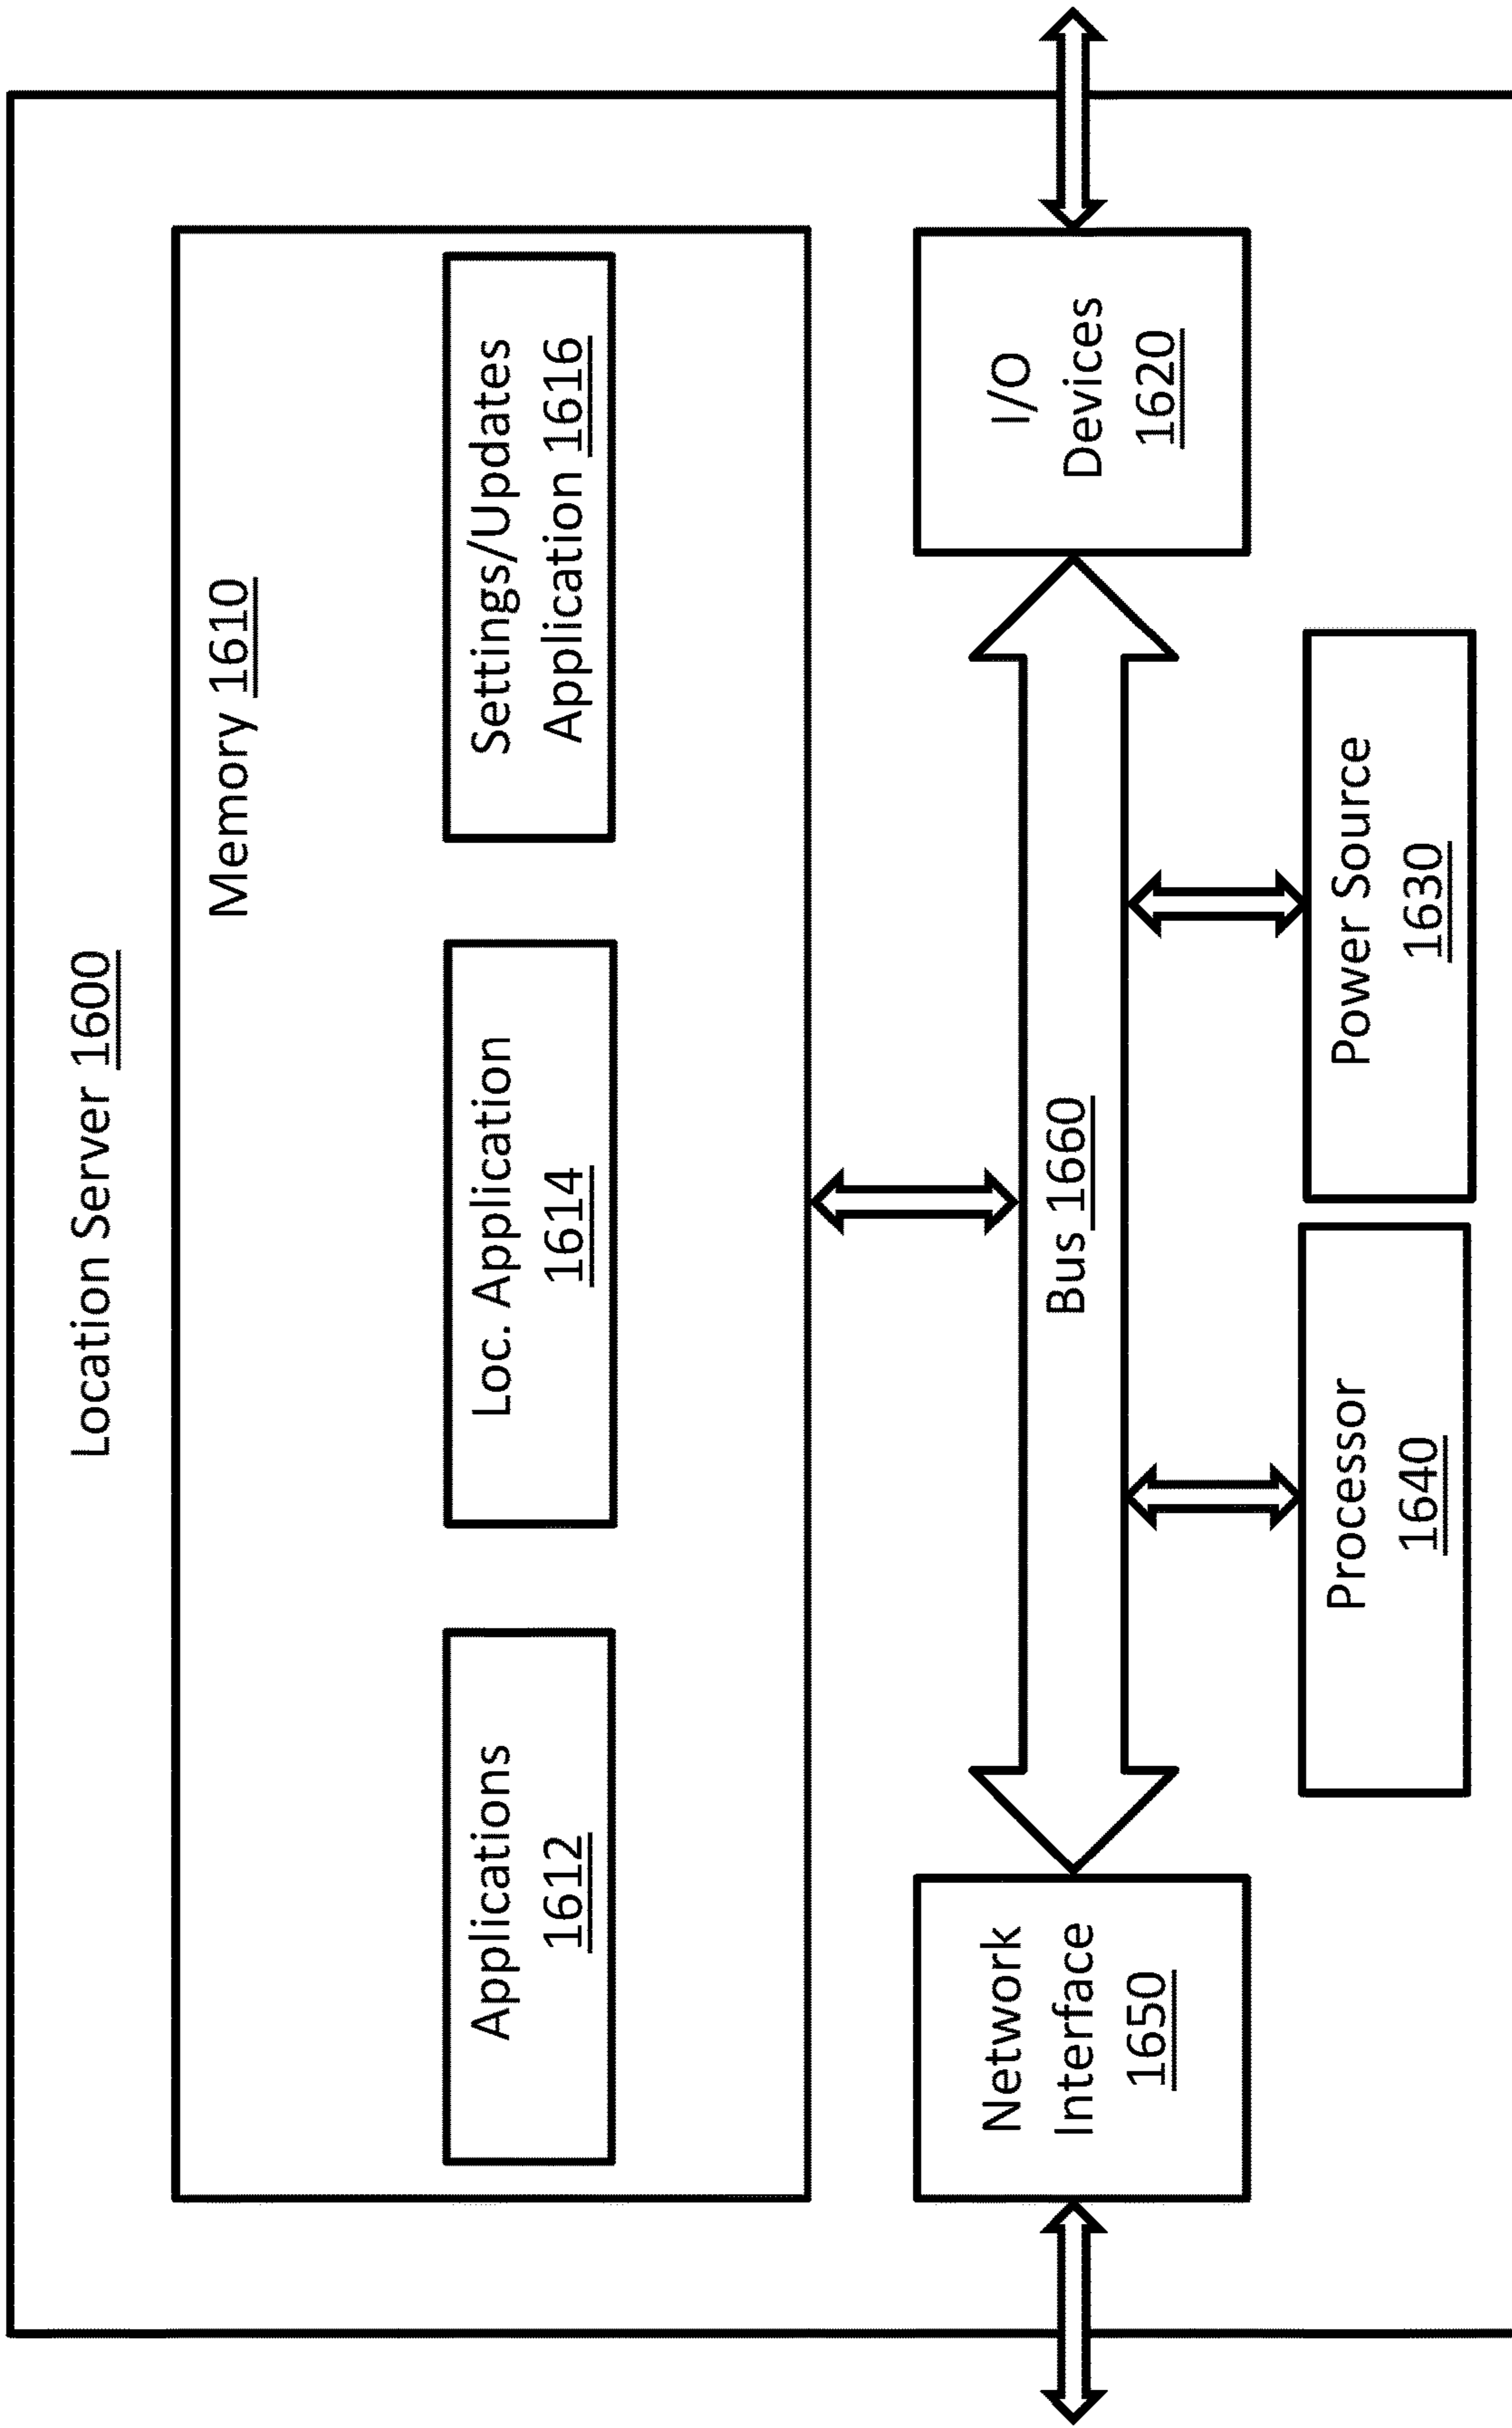 Location Server 1600
Memory 1610
Applications
1612
Loc. Application
1614
Settings/Updates
Application 1616
Network
Interface
1650
Bus 1660
I/O
Devices
1620
Processor
1640
Power Source
1630